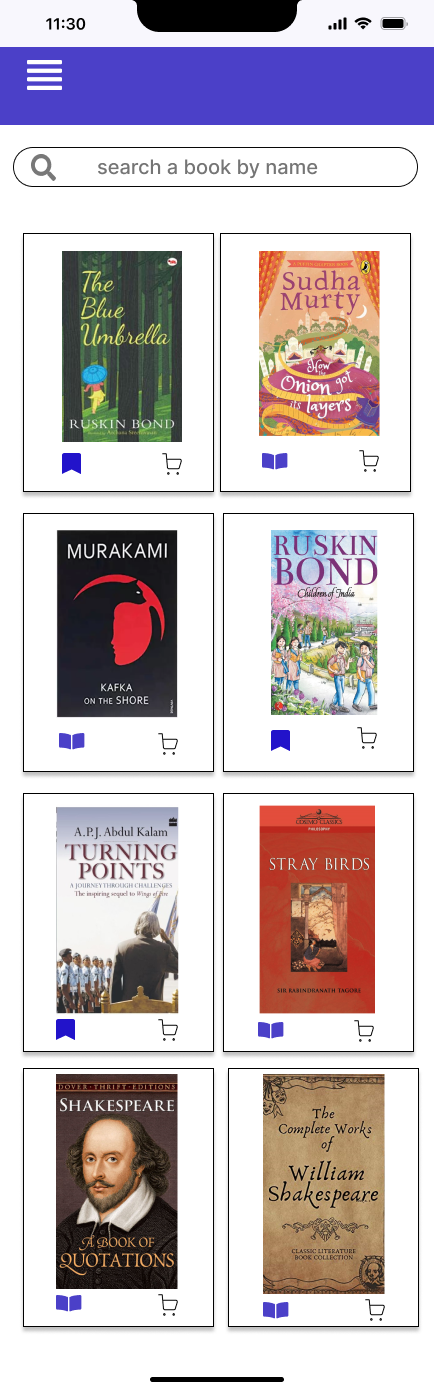 11:30
search a book by name
The
Blue
Umbrella
RUSKIN BOND
Sudha
Murty
How
the
Onion got
its layers
MURAKAMI
KAFKA
ON THE SHORE
RUSKIN
BOND
Children of India
A.P.J. Abdul Kalam
TURNING
POINTS
A JOURNEY THROUGH CHALLENGES
The inspiring sequel to Wings of Fire
COSIMO CLASSICS
PHILOSOPHY
STRAY BIRDS
SIR RABINDRANATH TAGORE
DOVER · THRIFT · EDITIONS
SHAKESPEARE
A BOOK OF
QUOTATIONS
The
Complete Works
of
William
Shakespeare
CLASSIC LITERATURE
BOOK COLLECTION